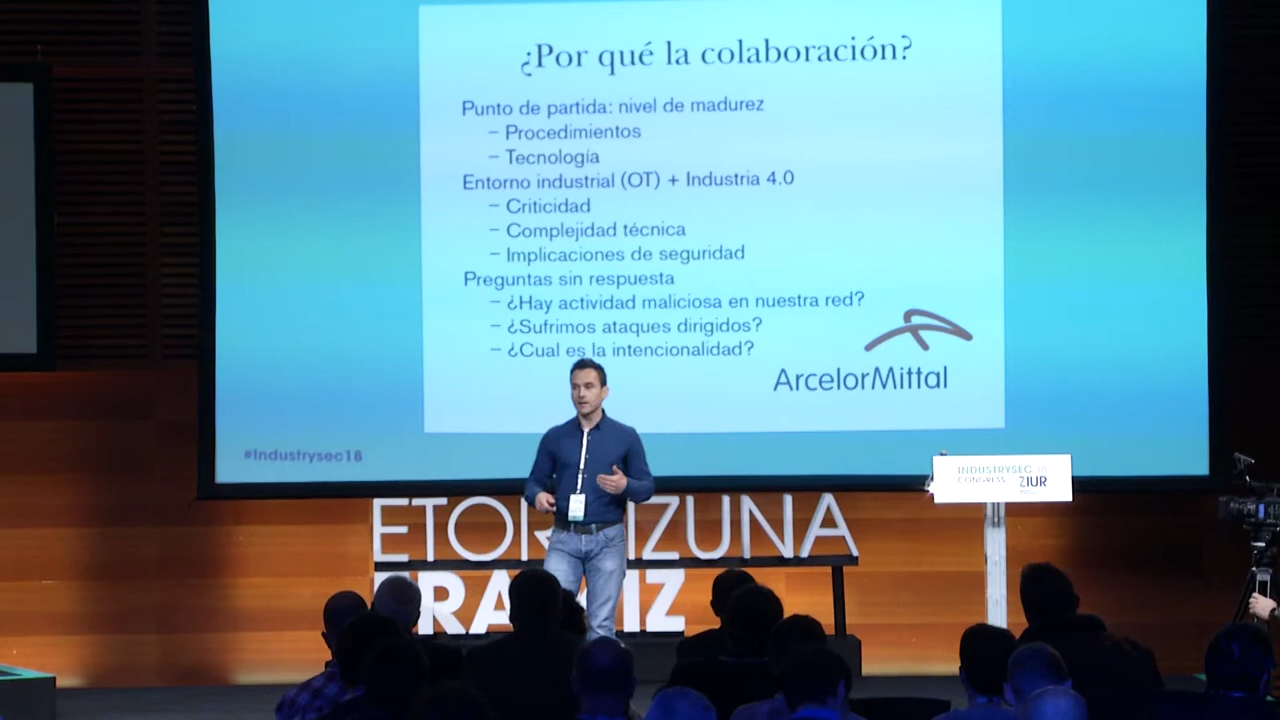 ¿Por qué la colaboración?
Punto de partida: nivel de madurez
– Procedimientos
– Tecnología
Entorno industrial (OT) + Industria 4.0
– Criticidad
– Complejidad técnica
– Implicaciones de seguridad
Preguntas sin respuesta
– ¿Hay actividad maliciosa en nuestra red?
– ¿Sufrimos ataques dirigidos?
– ¿Cual es la intencionalidad?
ArcelorMittal
#Industrysec18
INDUSTRYSEC 18
CONGRESS
ZIUR